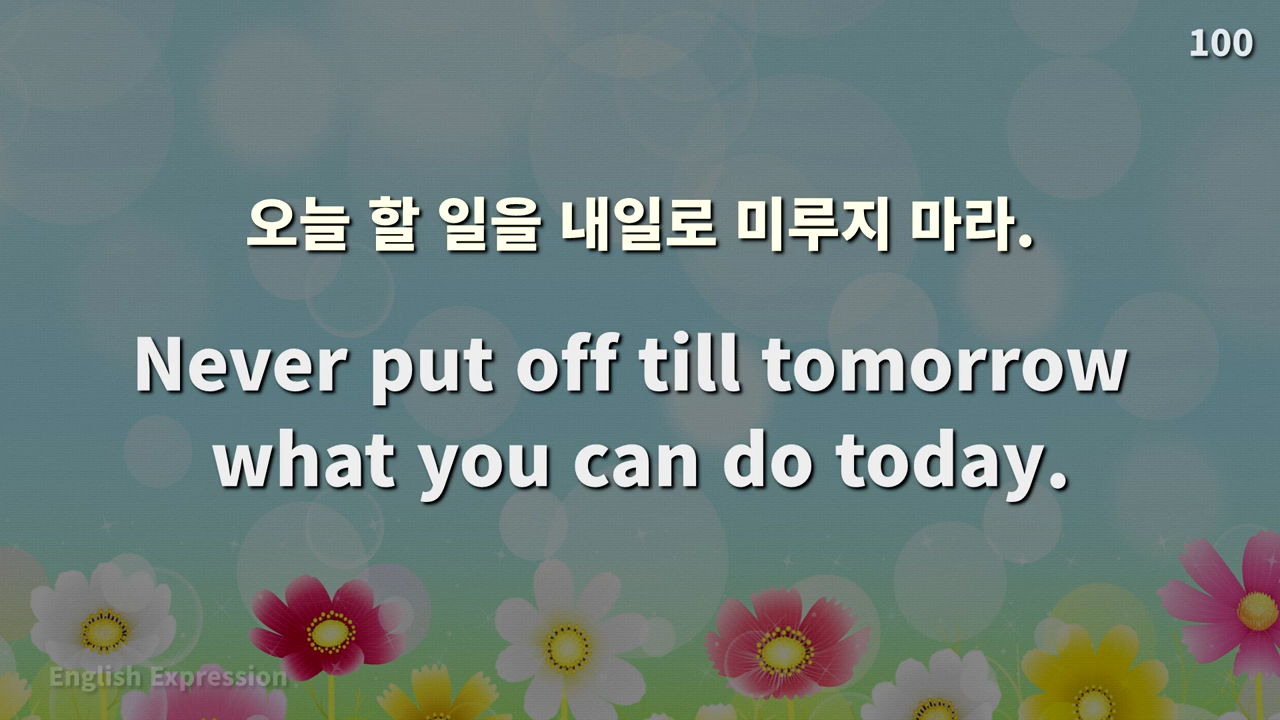 100
오늘 할 일을 내일로 미루지 마라.
Never put off till tomorrow
what you can do today.
English Expression